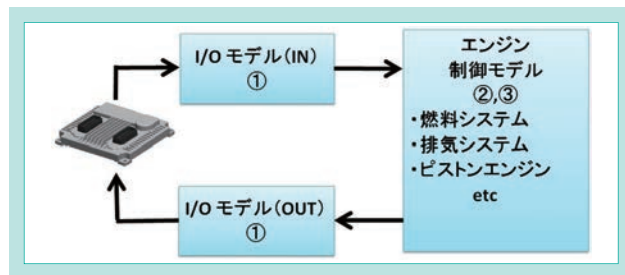 I/O モデル(IN)
①
エンジン
制御モデル
②,③
・燃料システム
・排気システム
・ピストンエンジン
etc
I/O モデル(OUT)
①